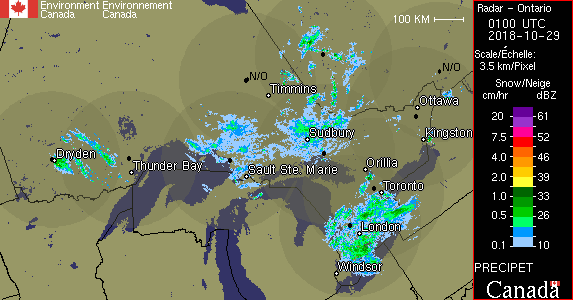 Environment Environnement
Canada Canada
100 KM
Radar - Ontario
0100 UTC
2018-10-29
Scale/Échelle:
3.5 km/Pixel
Snow/Neige
cm/hr dBZ
20 61
7.5 52
4.0 46
2.0 39
1.0 33
0.5 26
0.1 10
PRECIPET
Canada
N/O
N/O
Timmins
Ottawa
Sudbury
Kingston
Dryden
Thunder Bay
Sault Ste. Marie
Orillia
Toronto
London
Windsor